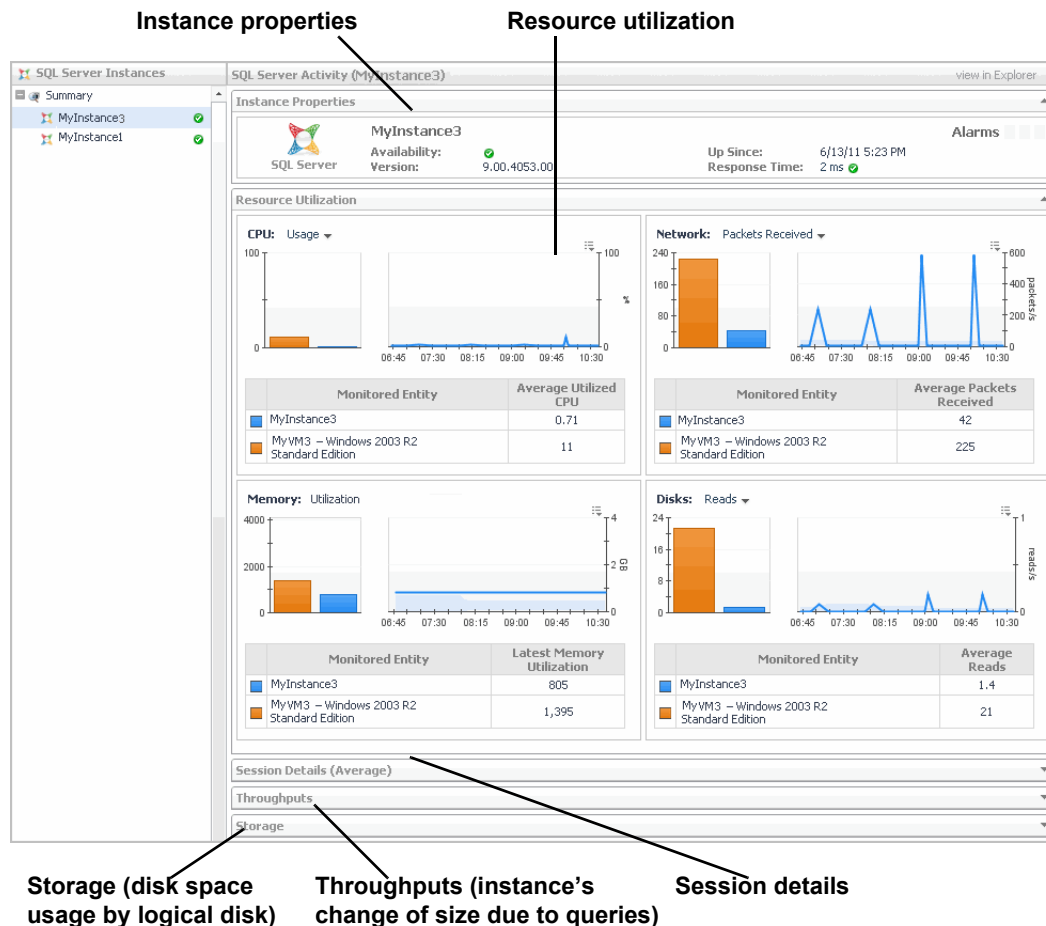 Instance properties
Resource utilization
SQL Server Instances
Summary
MyInstance3
MyInstance1
SQL Server Activity (MyInstance3)
view in Explorer
Instance Properties
SQL Server
MyInstance3
Availability:
Version: 9.00.4053.00
Alarms
Up Since: 6/13/11 5:23 PM
Response Time: 2 ms
Resource Utilization
CPU: Usage
100
0
100
%
0
06:45 07:30 08:15 09:00 09:45 10:30
Monitored Entity
Average Utilized
CPU
MyInstance3 0.71
MyVM3 – Windows 2003 R2
Standard Edition
11
Network: Packets Received
240
160
80
0
600
400
200
0
packets/s
06:45 07:30 08:15 09:00 09:45 10:30
Monitored Entity
Average Packets
Received
MyInstance3 42
MyVM3 – Windows 2003 R2
Standard Edition
225
Memory: Utilization
4000
2000
0
4
2
0
GB
06:45 07:30 08:15 09:00 09:45 10:30
Monitored Entity
Latest Memory
Utilization
MyInstance3 805
MyVM3 – Windows 2003 R2
Standard Edition
1,395
Disks: Reads
24
16
8
0
1
0
reads/s
06:45 07:30 08:15 09:00 09:45 10:30
Monitored Entity
Average
Reads
MyInstance3 1.4
MyVM3 – Windows 2003 R2
Standard Edition
21
Session Details (Average)
Throughputs
Storage
Storage (disk space
usage by logical disk)
Throughputs (instance’s
change of size due to queries)
Session details